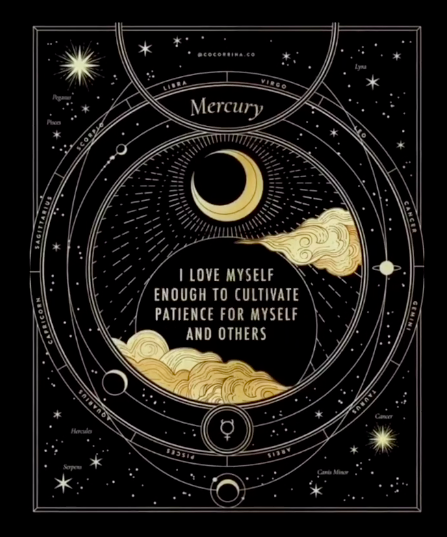 @COCORRINA.CO
Lyra
LIBRA
VIRGO
Mercury
Pegasus
Pisces
SCORPIO
LEO
SAGITTARIUS
CANCER
I LOVE MYSELF
ENOUGH TO CULTIVATE
PATIENCE FOR MYSELF
AND OTHERS
CAPRICORN
GEMINI
AQUARIUS
TAURUS
Cancer
Hercules
PISCES
ARIES
Serpens
Canis Minor